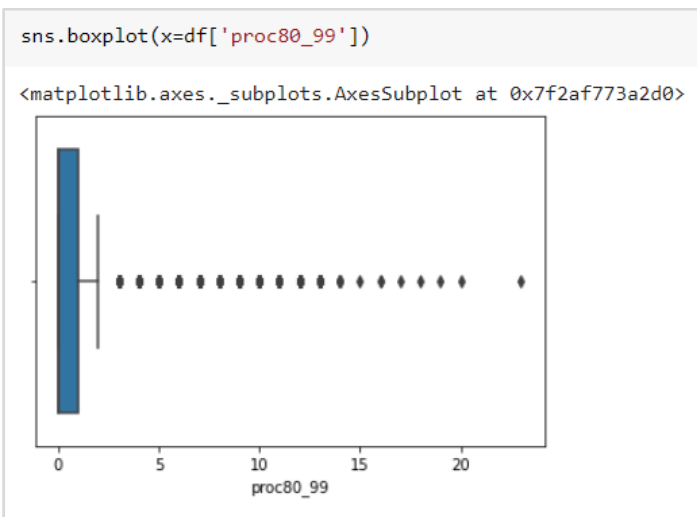 sns.boxplot(x=df['proc80_99'])
<matplotlib.axes._subplots.AxesSubplot at 0x7f2af773a2d0>
0 5 10 15 20
proc80_99